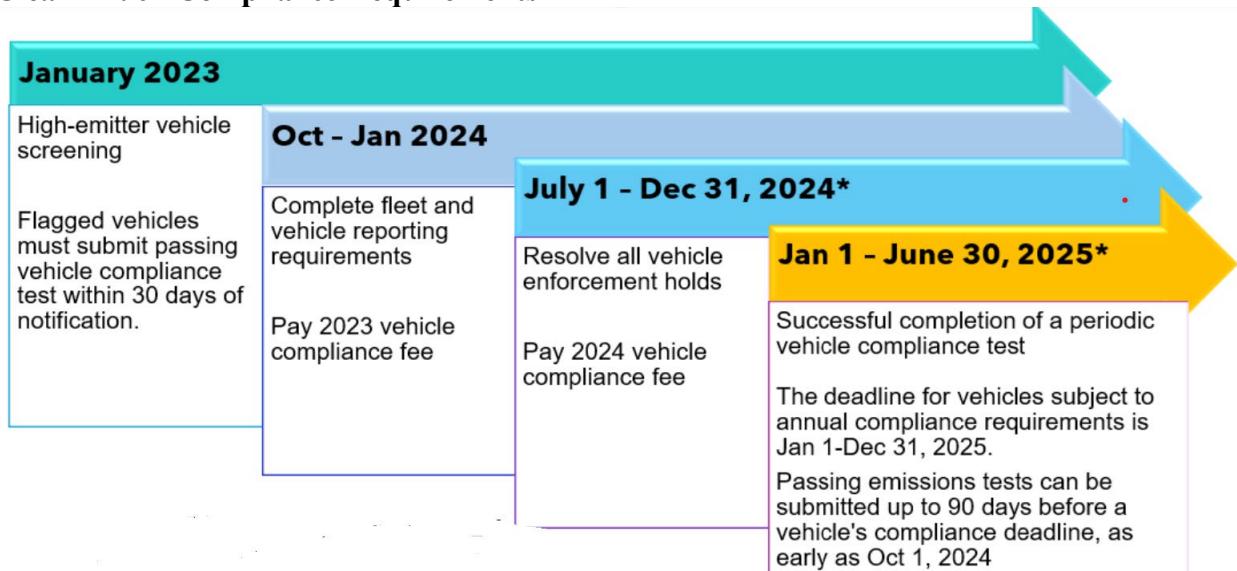 January 2023
High-emitter vehicle
screening
Flagged vehicles
must submit passing
vehicle compliance
test within 30 days of
notification.
Oct – Jan 2024
Complete fleet and
vehicle reporting
requirements
Pay 2023 vehicle
compliance fee
July 1 – Dec 31, 2024*
Resolve all vehicle
enforcement holds
Pay 2024 vehicle
compliance fee
Jan 1 – June 30, 2025*
Successful completion of a periodic
vehicle compliance test
The deadline for vehicles subject to
annual compliance requirements is
Jan 1-Dec 31, 2025.
Passing emissions tests can be
submitted up to 90 days before a
vehicle's compliance deadline, as
early as Oct 1, 2024